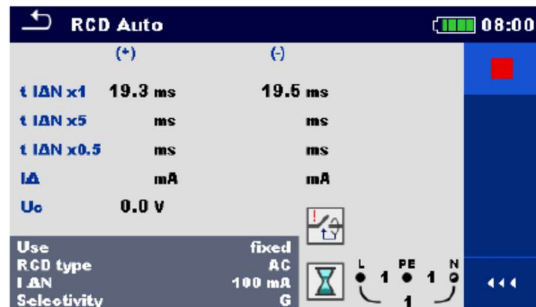 RCD Auto 08:00
(+) (-)
t IΔN x1 19.3 ms 19.5 ms
t IΔN x5 ms ms
t IΔN x0.5 ms ms
IΔ mA mA
Uc 0.0 V
Use fixed
RCD type AC
I ΔN 100 mA
Selectivity G
L PE N
1 1
1